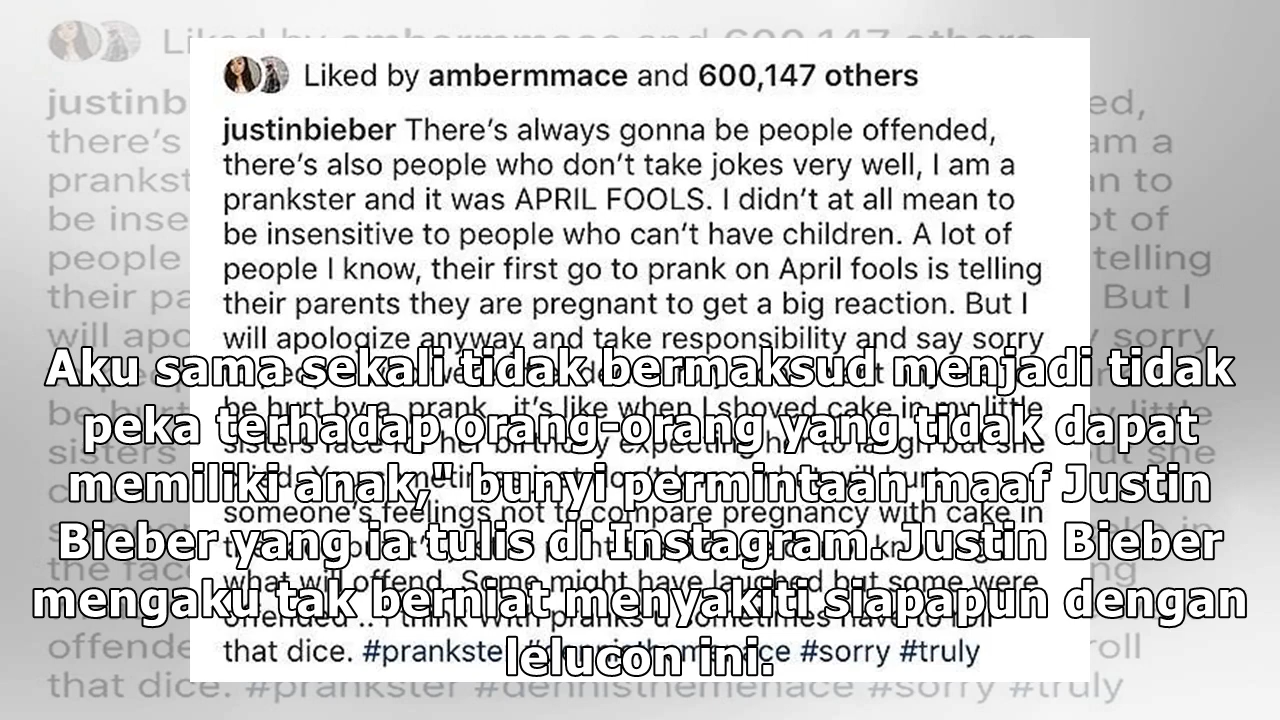 Liked by ambermmace and 600,147 others
justinbieber There's always gonna be people offended,
there's also people who don't take jokes very well, I am a
prankster and it was APRIL FOOLS. I didn't at all mean to
be insensitive to people who can't have children. A lot of
people I know, their first go to prank on April fools is telling
their parents they are pregnant to get a big reaction. But I
will apologize anyway and take responsibility and say sorry
be hurt by a prank.. it's like when I shoved cake in my little
sisters face for her birthday expecting her to laugh but she
someone's feelings not to compare pregnancy with cake in
what will offend. Some might have laughed but some were
offended .. I think with pranks u sometimes have to roll
that dice. #prankster #dennisthemenace #sorry #truly
Aku sama sekali tidak bermaksud menjadi tidak
peka terhadap orang-orang yang tidak dapat
memiliki anak," bunyi permintaan maaf Justin
Bieber yang ia tulis di Instagram. Justin Bieber
mengaku tak berniat menyakiti siapapun dengan
lelucon ini.